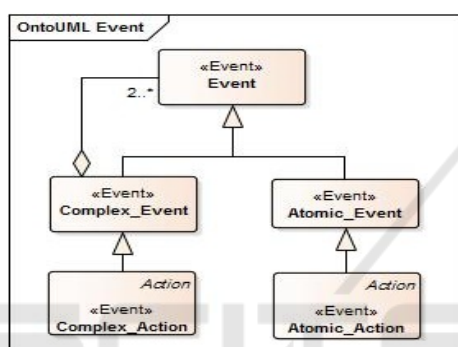 OntoUML Event
«Event»
Event
2..*
«Event»
Complex_Event
«Event»
Atomic_Event
Action
«Event»
Complex_Action
Action
«Event»
Atomic_Action